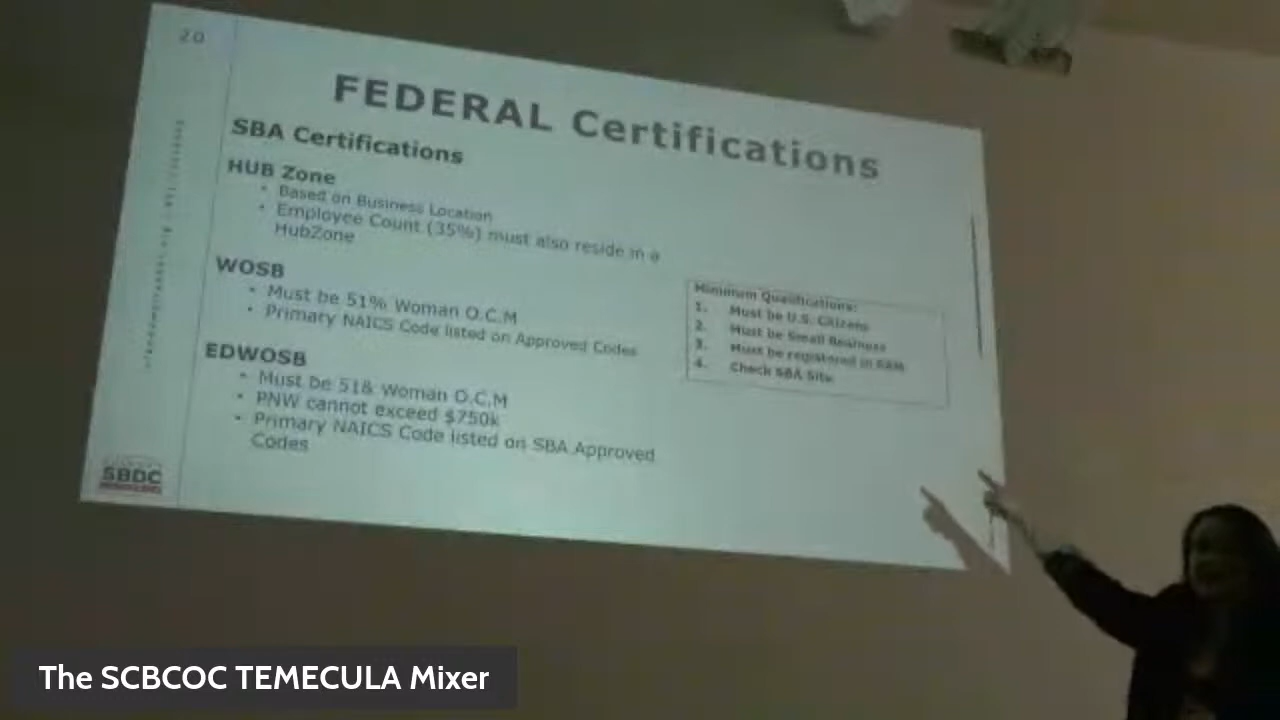 20
FEDERAL Certifications
SBA Certifications
HUB Zone
• Based on Business Location
• Employee Count (35%) must also reside in a
HubZone
WOSB
• Must be 51% Woman O.C.M
• Primary NAICS Code listed on Approved Codes
EDWOSB
• Must be 51& Woman O.C.M
• PNW cannot exceed $750k
• Primary NAICS Code listed on SBA Approved
Codes
Minimum Qualifications:
1. Must be U.S. Citizens
2. Must be Small Business
3. Must be registered in SAM
4. Check SBA Site
SBDC
The SCBCOC TEMECULA Mixer